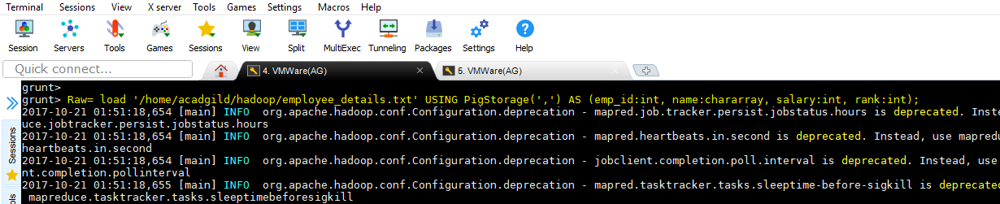 Terminal Sessions View X server Tools Games Settings Macros Help
Session Servers Tools Games Sessions View Split MultiExec Tunneling Packages Settings Help
Quick connect... 4. VMWare(AG) 5. VMWare(AG)
grunt>
grunt> Raw= load '/home/acadgild/hadoop/employee_details.txt' USING PigStorage(',') AS (emp_id:int, name:chararray, salary:int, rank:int);
2017-10-21 01:51:18,654 [main] INFO org.apache.hadoop.conf.Configuration.deprecation - mapred.job.tracker.persist.jobstatus.hours is deprecated. Inste
uce.jobtracker.persist.jobstatus.hours
2017-10-21 01:51:18,654 [main] INFO org.apache.hadoop.conf.Configuration.deprecation - mapred.heartbeats.in.second is deprecated. Instead, use mapredu
heartbeats.in.second
2017-10-21 01:51:18,654 [main] INFO org.apache.hadoop.conf.Configuration.deprecation - jobclient.completion.poll.interval is deprecated. Instead, use
nt.completion.pollinterval
2017-10-21 01:51:18,655 [main] INFO org.apache.hadoop.conf.Configuration.deprecation - mapred.tasktracker.tasks.sleeptime-before-sigkill is deprecate
mapreduce.tasktracker.tasks.sleeptimebeforesigkill
Sessions